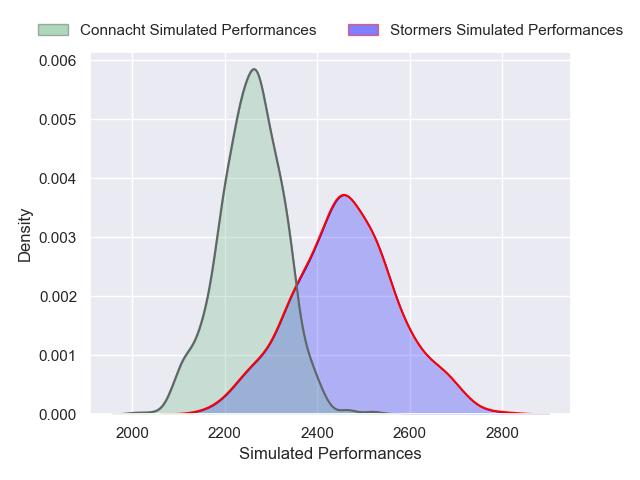 Connacht Simulated Performances Stormers Simulated Performances
0.006
0.005
0.004
0.003
0.002
0.001
0.000
Density
2000 2200 2400 2600 2800
Simulated Performances